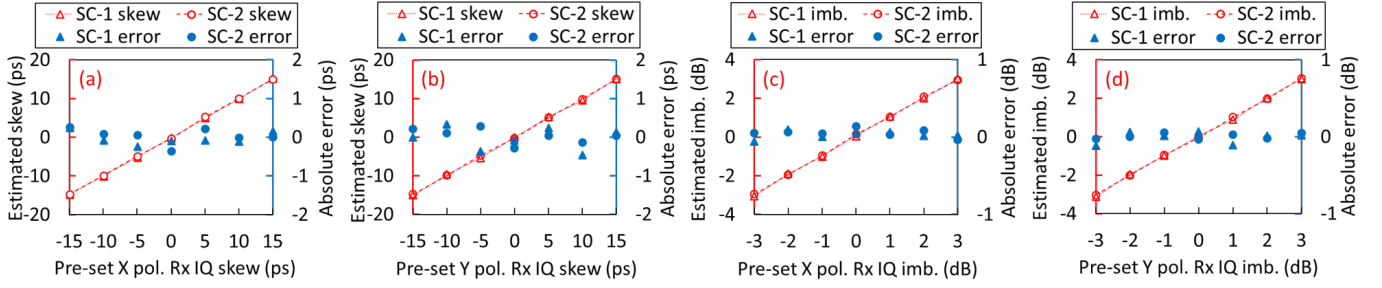 SC-1 skew SC-2 skew
SC-1 error SC-2 error
20
10
0
-10
-20
2
1
0
-1
-2
(a)
-15 -10 -5 0 5 10 15
Estimated skew (ps)
Absolute error (ps)
Pre-set X pol. Rx IQ skew (ps)
SC-1 skew SC-2 skew
SC-1 error SC-2 error
20
10
0
-10
-20
2
1
0
-1
-2
(b)
-15 -10 -5 0 5 10 15
Estimated skew (ps)
Absolute error (ps)
Pre-set Y pol. Rx IQ skew (ps)
SC-1 imb. SC-2 imb.
SC-1 error SC-2 error
4
2
0
-2
-4
1
0
-1
(c)
-3 -2 -1 0 1 2 3
Estimated imb. (dB)
Absolute error (dB)
Pre-set X pol. Rx IQ imb. (dB)
SC-1 imb. SC-2 imb.
SC-1 error SC-2 error
4
2
0
-2
-4
1
0
-1
(d)
-3 -2 -1 0 1 2 3
Estimated imb. (dB)
Absolute error (dB)
Pre-set Y pol. Rx IQ imb. (dB)